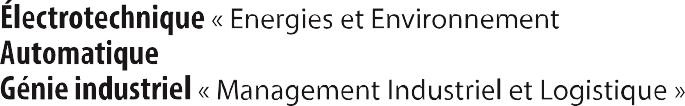 Électrotechnique « Energies et Environnement
Automatique
Génie industriel « Management Industriel et Logistique »